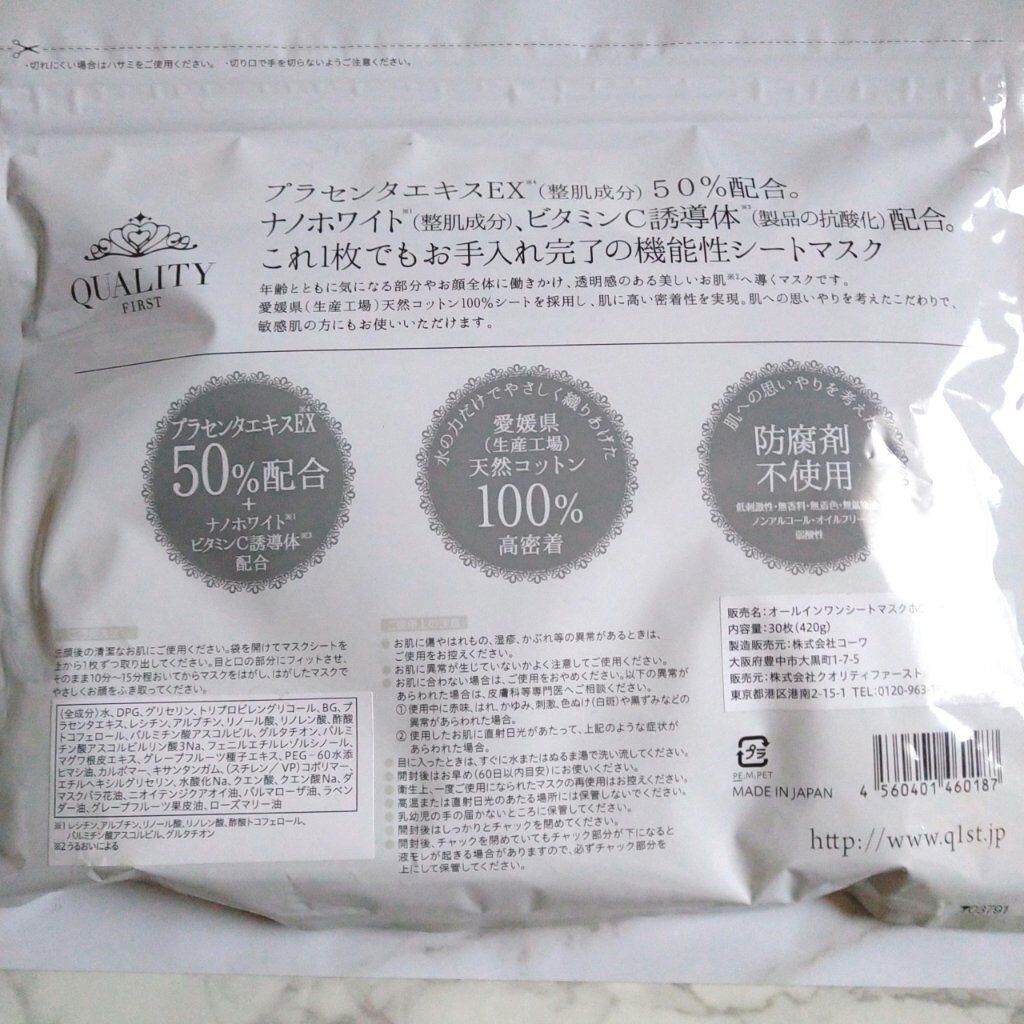 ・切れにくい場合はハサミをご使用ください。 ・切り口で手を切らないようご注意ください。
QUALITY
FIRST
プラセンタエキスEX※4(整肌成分)50%配合。
ナノホワイト※1(整肌成分)、ビタミンC誘導体※3(製品の抗酸化)配合。
これ1枚でもお手入れ完了の機能性シートマスク
年齢とともに気になる部分やお顔全体に働きかけ、透明感のある美しいお肌※2へ導くマスクです。
愛媛県(生産工場)天然コットン100%シートを採用し、肌に高い密着性を実現。肌への思いやりを考えたこだわりで、
敏感肌の方にもお使いいただけます。
プラセンタエキスEX※4
50%配合
+
ナノホワイト※1
ビタミンC誘導体※3
配合
水の力だけでやさしく織りあげた
愛媛県
(生産工場)
天然コットン
100%
高密着
肌への思いやりを考え
防腐剤
不使用
低刺激性・無香料・無着色・無鉱物
ノンアルコール・オイルフリー
弱酸性
洗顔後の清潔なお肌にご使用ください。袋を開けてマスクシートを
上から1枚ずつ取り出してください。目と口の部分にフィットさせ、
そのまま10分〜15分程おいてからマスクをはがし、はがしたマスクで
やさしくお顔をふき取ってください。
(全成分)水、DPG、グリセリン、トリプロピレングリコール、BG、プ
ラセンタエキス、レシチン、アルブチン、リノール酸、リノレン酸、酢酸
トコフェロール、パルミチン酸アスコルビル、グルタチオン、パルミ
チン酸アスコルビルリン酸3Na、フェニルエチルレゾルシノール、
マグワ根皮エキス、グレープフルーツ種子エキス、PEG-60水添
ヒマシ油、カルボマー、キサンタンガム、(スチレン/VP)コポリマー、
エチルヘキシルグリセリン、水酸化Na、クエン酸、クエン酸Na、ダ
マスクバラ花油、ニオイテンジクアオイ油、パルマローザ油、ラベン
ダー油、グレープフルーツ果皮油、ローズマリー油
※1 レシチン、アルブチン、リノール酸、リノレン酸、酢酸トコフェロール、
パルミチン酸アスコルビル、グルタチオン
※2 うるおいによる
ご使用上の注意
お肌に傷やはれもの、湿疹、かぶれ等の異常があるときは、
ご使用をお控えください。
お肌に異常が生じていないかよく注意してご使用ください。
お肌に合わない場合は、ご使用をおやめください。以下の異常が
あらわれた場合は、皮膚科等専門医へご相談ください。
①使用中に赤味、はれ、かゆみ、刺激、色ぬけ(白斑)や黒ずみなどの
異常があらわれた場合。
②使用したお肌に直射日光があたって、上記のような症状が
あらわれた場合。
目に入ったときは、すぐに水またはぬるま湯で洗い流してください。
開封後はお早め(60日以内目安)にお使いください。
衛生上、一度ご使用になられたマスクの再使用はお控えください。
高温または直射日光のあたる場所には保管しないでください。
乳幼児の手の届かないところに保管してください。
開封後はしっかりとチャックを閉めてください。
開封後、チャックを閉めていてもチャック部分が下になると
液モレが起きる場合がありますので、必ずチャック部分を
上にして保管してください。
販売名:オールインワンシートマスクホ
内容量:30枚(420g)
製造販売元:株式会社コーワ
大阪府豊中市大黒町1-7-5
販売元:株式会社クオリティファースト
東京都港区港南2-15-1 TEL:0120-963-1
プラ
PE.M,PET
MADE IN JAPAN
4 560401 460187
http://www.q1st.jp
T03791